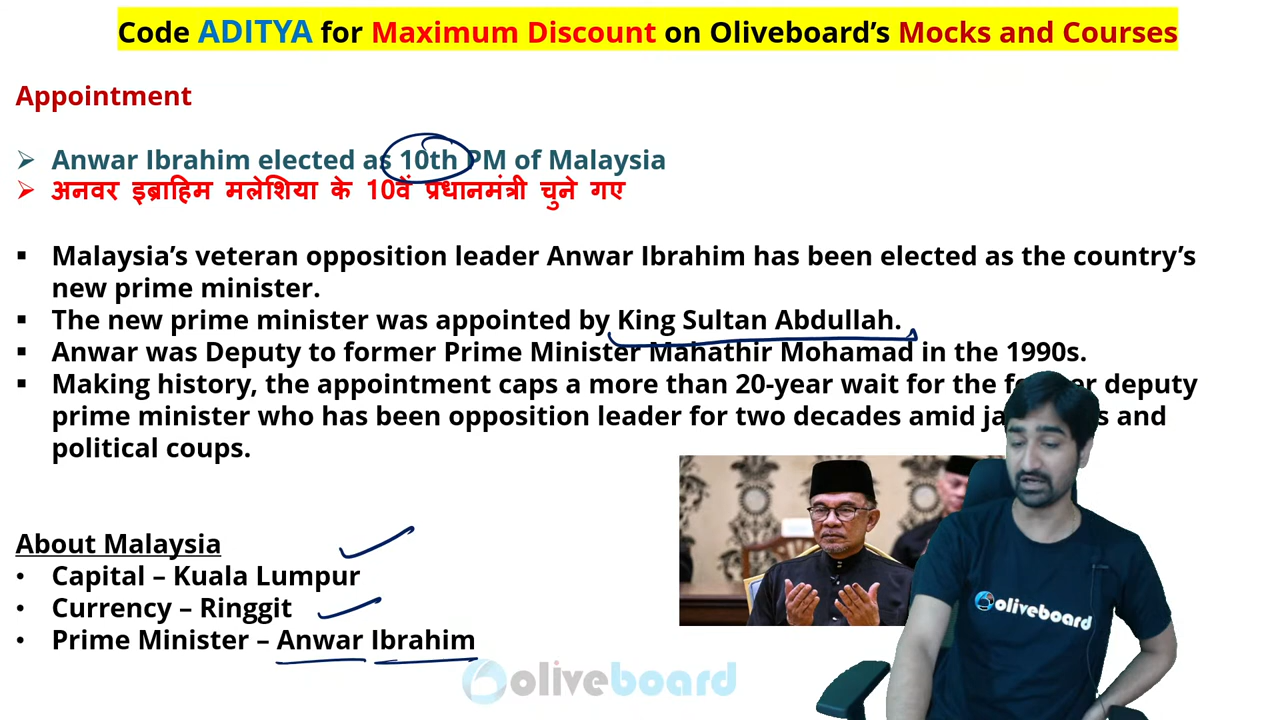 Code ADITYA for Maximum Discount on Oliveboard’s Mocks and Courses
Appointment
Anwar Ibrahim elected as 10th PM of Malaysia
अनवर इब्राहिम मलेशिया के 10वें प्रधानमंत्री चुने गए
Malaysia’s veteran opposition leader Anwar Ibrahim has been elected as the country’s
new prime minister.
The new prime minister was appointed by King Sultan Abdullah.
Anwar was Deputy to former Prime Minister Mahathir Mohamad in the 1990s.
Making history, the appointment caps a more than 20-year wait for the deputy
prime minister who has been opposition leader for two decades amid and
political coups.
About Malaysia
Capital – Kuala Lumpur
Currency – Ringgit
Prime Minister – Anwar Ibrahim
oliveboard
oliveboard